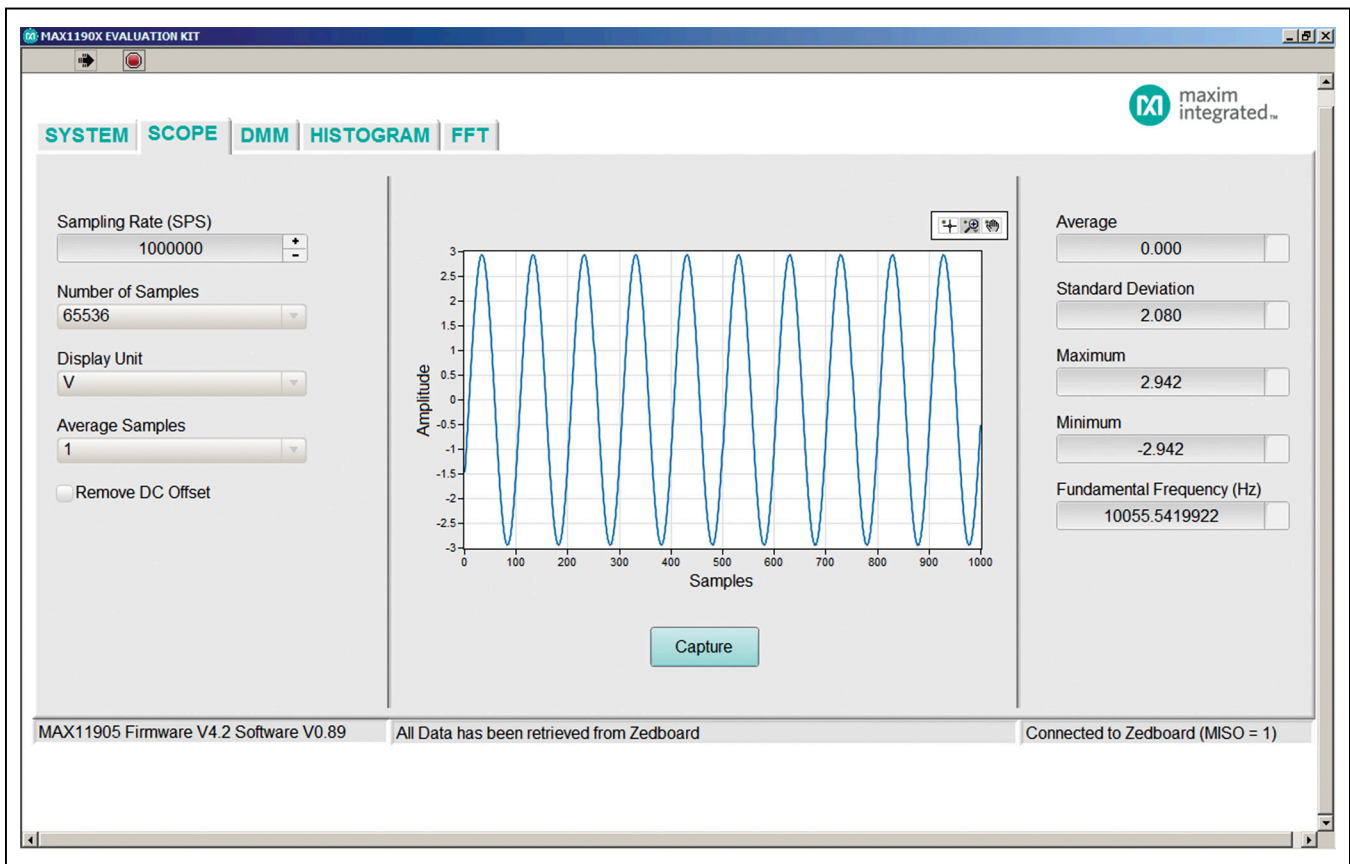 MAX1190X EVALUATION KIT
maxim
integrated™
SYSTEM SCOPE DMM HISTOGRAM FFT
Sampling Rate (SPS)
1000000
+
-
Number of Samples
65536
Display Unit
V
Average Samples
1
Remove DC Offset
Amplitude
3
2.5
2
1.5
1
0.5
0
-0.5
-1
-1.5
-2
-2.5
-3
0 100 200 300 400 500 600 700 800 900 1000
Samples
Capture
Average
0.000
Standard Deviation
2.080
Maximum
2.942
Minimum
-2.942
Fundamental Frequency (Hz)
10055.5419922
MAX11905 Firmware V4.2 Software V0.89
All Data has been retrieved from Zedboard
Connected to Zedboard (MISO = 1)